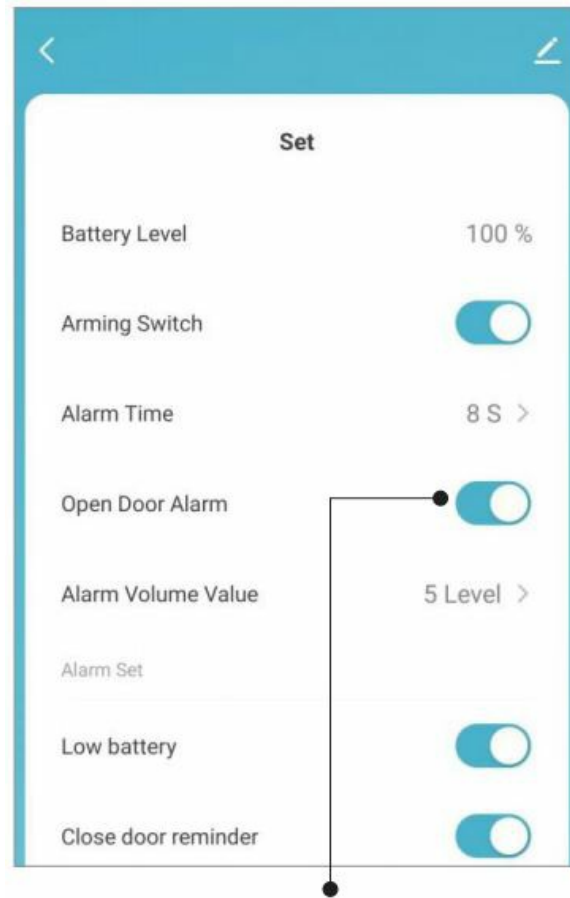 Set
Battery Level 100 %
Arming Switch
Alarm Time 8 S >
Open Door Alarm
Alarm Volume Value 5 Level >
Alarm Set
Low battery
Close door reminder